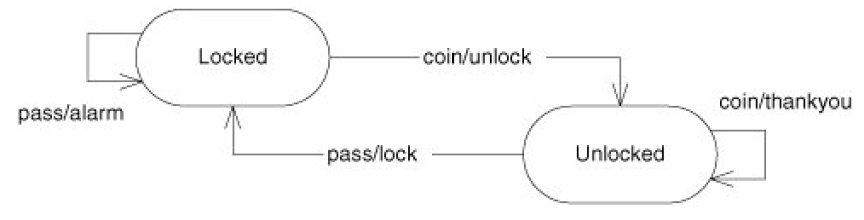 Locked
coin/unlock
pass/alarm
coin/thankyou
pass/lock
Unlocked